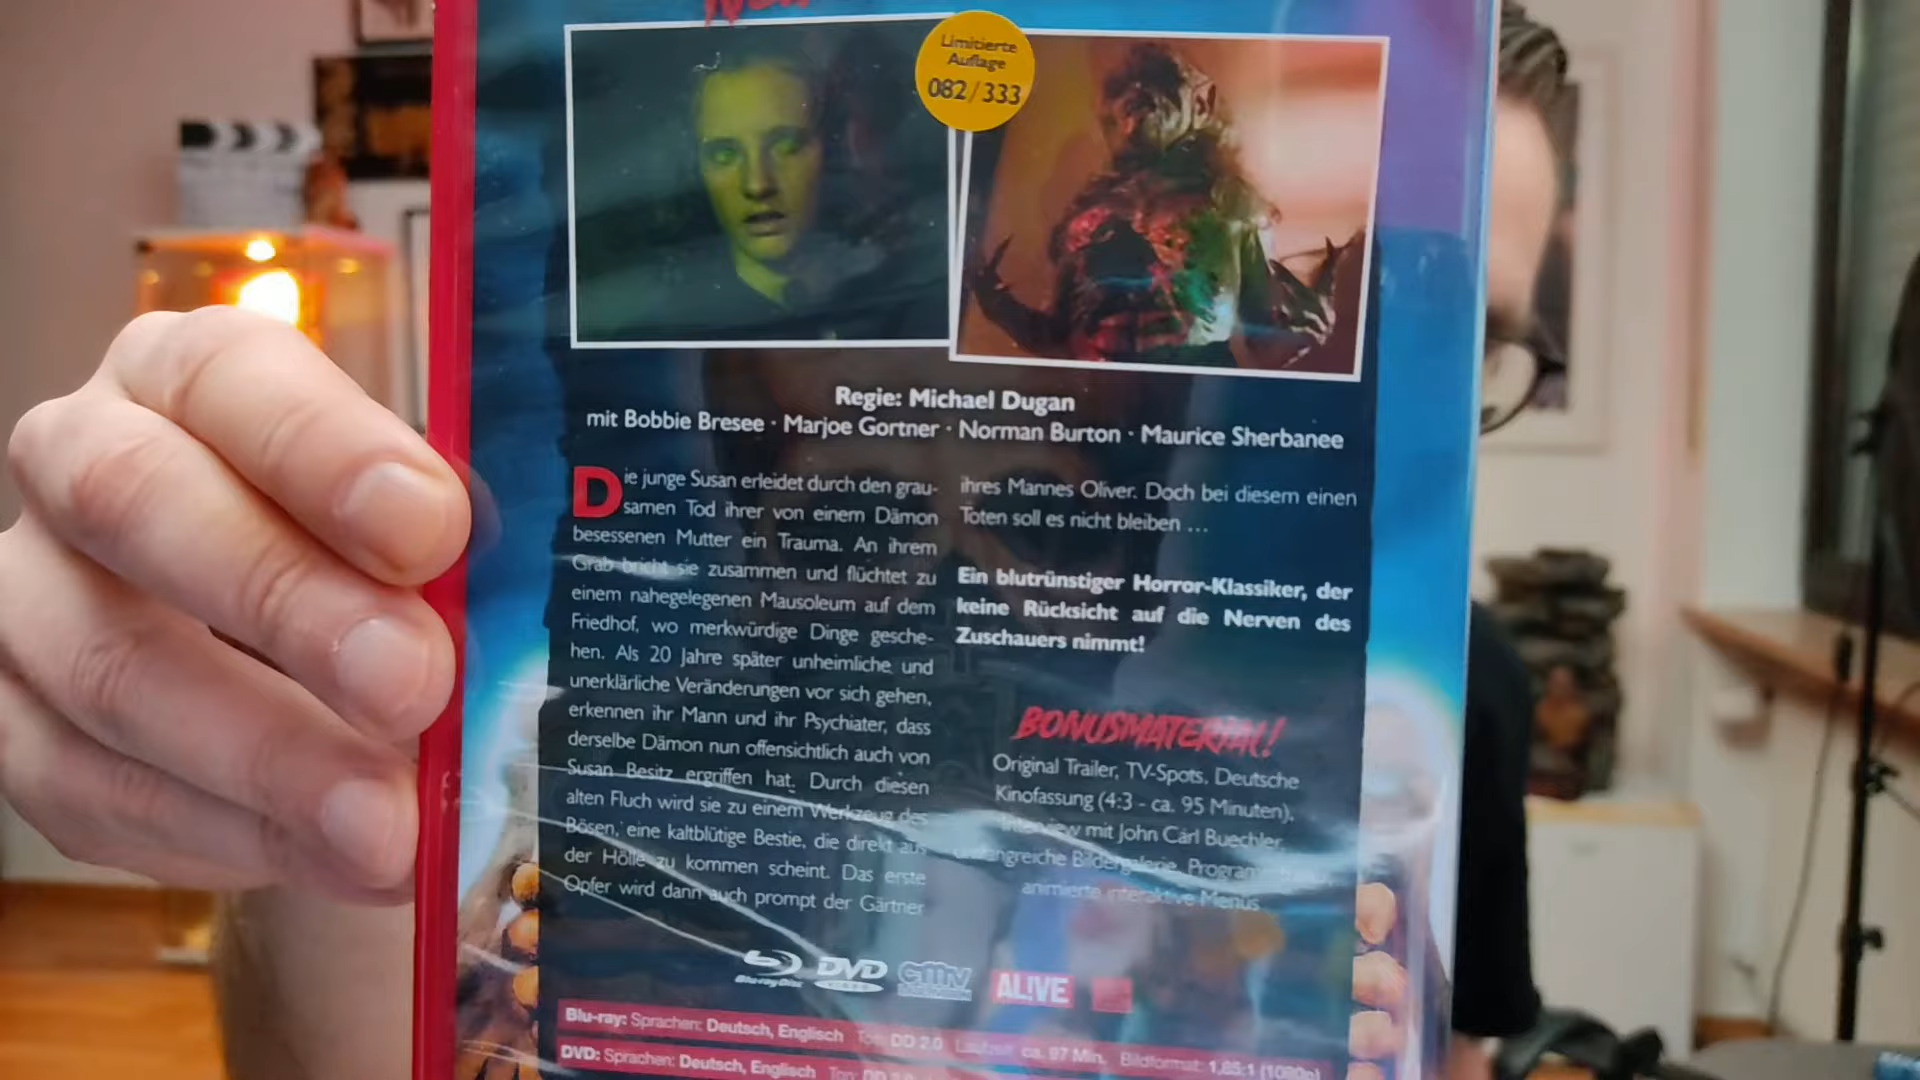 Limitierte
Auflage
082/333
Regie: Michael Dugan
mit Bobbie Bresee · Marjoe Gortner · Norman Burton · Maurice Sherbanee
Die junge Susan erleidet durch den grau-
samen Tod ihrer von einem Dämon
besessenen Mutter ein Trauma. An ihrem
Grab bricht sie zusammen und flüchtet zu
einem nahegelegenen Mausoleum auf dem
Friedhof, wo merkwürdige Dinge gesche-
hen. Als 20 Jahre später unheimliche und
unerklärliche Veränderungen vor sich gehen,
erkennen ihr Mann und ihr Psychiater, dass
derselbe Dämon nun offensichtlich auch von
Susan Besitz ergriffen hat. Durch diesen
alten Fluch wird sie zu einem Werkzeug des
Bösen, eine kaltblütige Bestie, die direkt aus
der Hölle zu kommen scheint. Das erste
Opfer wird dann auch prompt der Gärtner
ihres Mannes Oliver. Doch bei diesem einen
Toten soll es nicht bleiben ...
Ein blutrünstiger Horror-Klassiker, der
keine Rücksicht auf die Nerven des
Zuschauers nimmt!
BONUSMATERIAL!
Original Trailer, TV-Spots, Deutsche
Kinofassung (4:3 - ca. 95 Minuten),
Interview mit John Carl Buechler,
Bildergalerie,
animierte interaktive Menüs
Blu-ray Disc DVD VIDEO cmv AL!VE
Blu-ray: Sprachen: Deutsch, Englisch Ton: DD 2.0 Laufzeit: ca. 97 Min. Bildformat: 1,85:1 (1080p)
DVD: Sprachen: Deutsch, Englisch Ton: DD